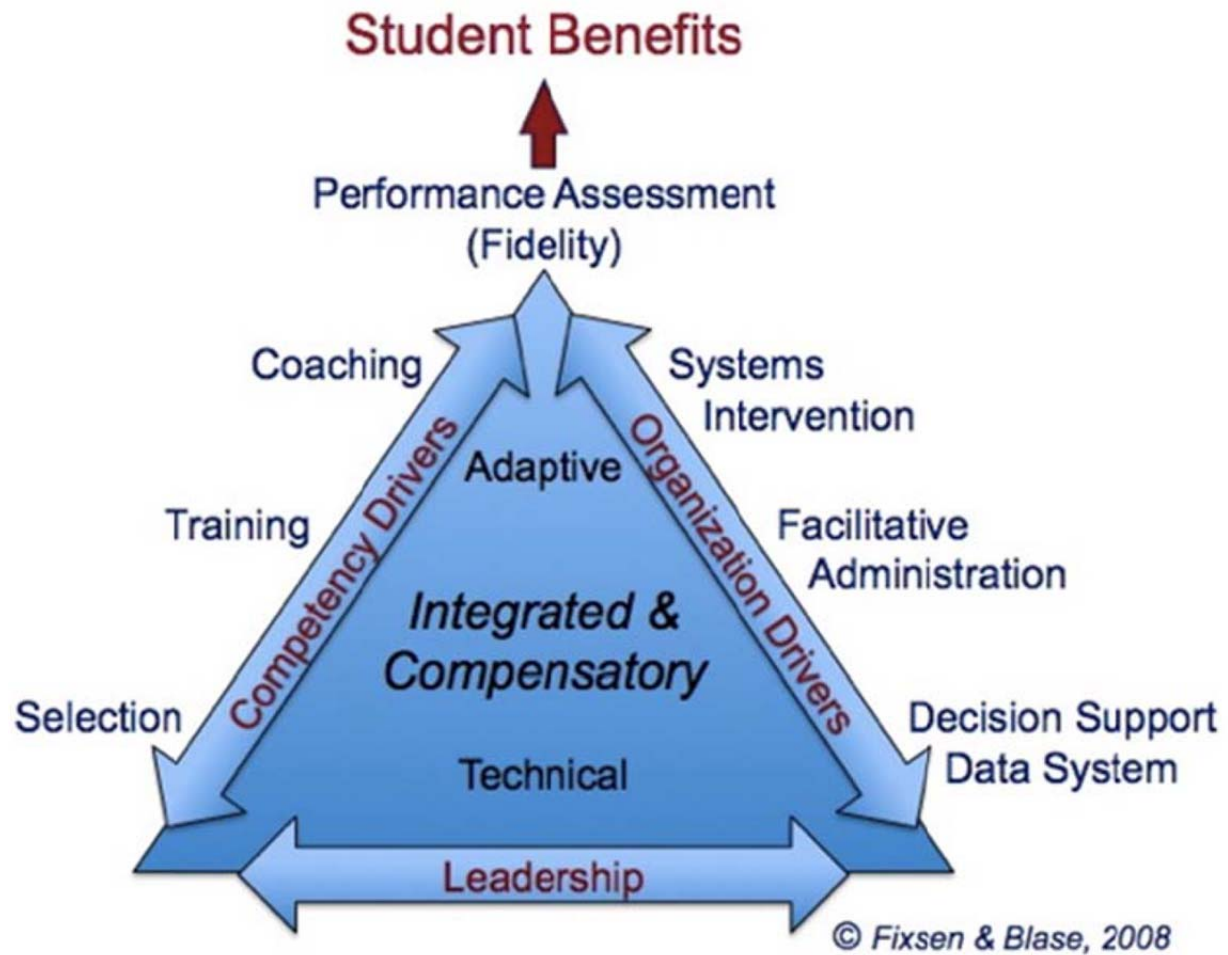 Student Benefits
Performance Assessment
(Fidelity)
Coaching
Systems
Intervention
Competency Drivers
Organization Drivers
Adaptive
Training
Facilitative
Administration
Integrated &
Compensatory
Selection
Decision Support
Data System
Technical
Leadership
© Fixsen & Blase, 2008